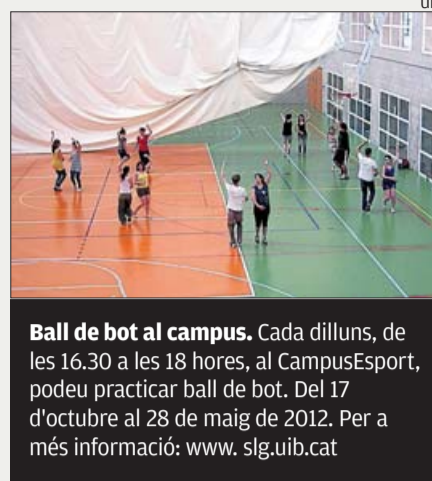 Ball de bot al campus. Cada dilluns, de
les 16.30 a les 18 hores, al CampusEsport,
podeu practicar ball de bot. Del 17
d'octubre al 28 de maig de 2012. Per a
més informació: www. slg.uib.cat